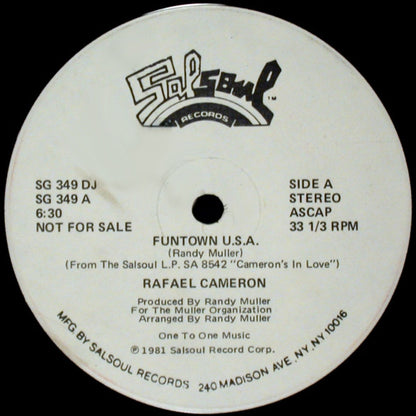 Salsoul
TM
RECORDS
SG 349 DJ
SG 349 A
6:30
NOT FOR SALE
SIDE A
STEREO
ASCAP
33 1/3 RPM
FUNTOWN U.S.A.
(Randy Muller)
(From The Salsoul L.P. SA 8542 "Cameron's In Love")
RAFAEL CAMERON
Produced By Randy Muller
For The Muller Organization
Arranged By Randy Muller
One To One Music
℗ 1981 Salsoul Record Corp.
MFG. BY SALSOUL RECORDS 240 MADISON AVE. NY. NY 10016